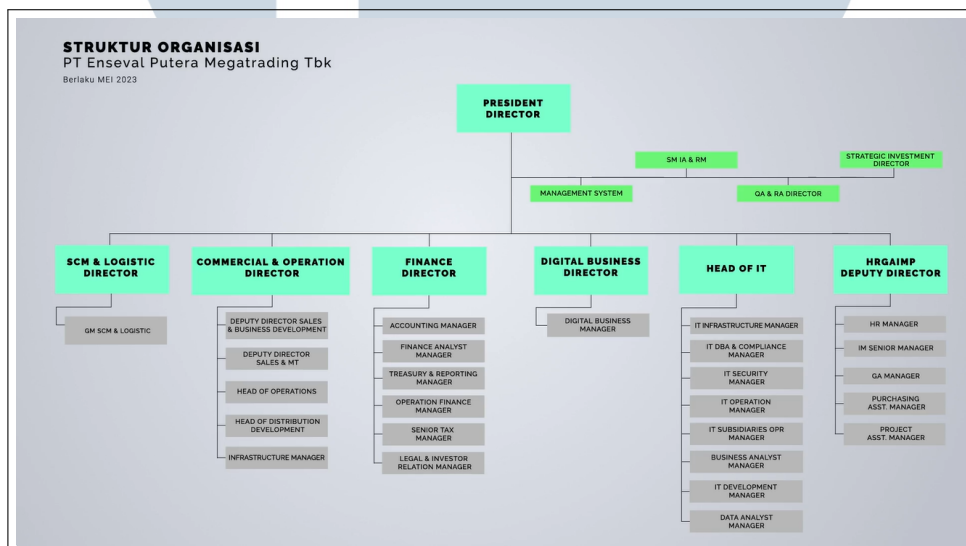 STRUKTUR ORGANISASI
PT Enseval Putera Megatrading Tbk
Berlaku MEI 2023
PRESIDENT
DIRECTOR
SM IA & RM
STRATEGIC INVESTMENT
DIRECTOR
MANAGEMENT SYSTEM
QA & RA DIRECTOR
SCM & LOGISTIC
DIRECTOR
GM SCM & LOGISTIC
COMMERCIAL & OPERATION
DIRECTOR
DEPUTY DIRECTOR SALES
& BUSINESS DEVELOPMENT
DEPUTY DIRECTOR
SALES & MT
HEAD OF OPERATIONS
HEAD OF DISTRIBUTION
DEVELOPMENT
INFRASTRUCTURE MANAGER
FINANCE
DIRECTOR
ACCOUNTING MANAGER
FINANCE ANALYST
MANAGER
TREASURY & REPORTING
MANAGER
OPERATION FINANCE
MANAGER
SENIOR TAX
MANAGER
LEGAL & INVESTOR
RELATION MANAGER
DIGITAL BUSINESS
DIRECTOR
DIGITAL BUSINESS
MANAGER
HEAD OF IT
IT INFRASTRUCTURE MANAGER
IT DBA & COMPLIANCE
MANAGER
IT SECURITY
MANAGER
IT OPERATION
MANAGER
IT SUBSIDIARIES OPR
MANAGER
BUSINESS ANALYST
MANAGER
IT DEVELOPMENT
MANAGER
DATA ANALYST
MANAGER
HRGAIMP
DEPUTY DIRECTOR
HR MANAGER
IM SENIOR MANAGER
GA MANAGER
PURCHASING
ASST. MANAGER
PROJECT
ASST. MANAGER